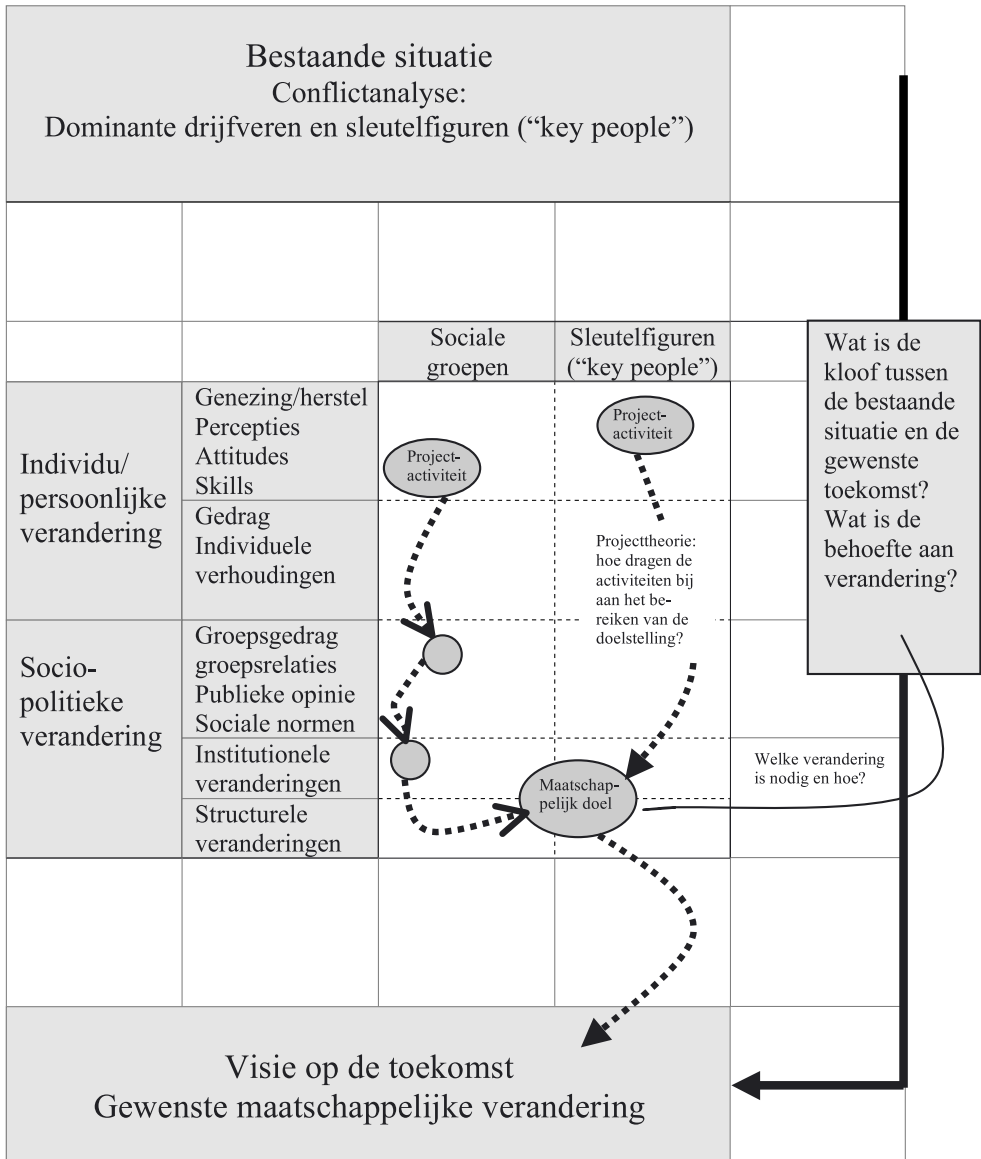 Bestaande situatie
Conflictanalyse:
Dominante drijfveren en sleutelfiguren (“key people”)
Sociale
groepen
Sleutelfiguren
(“key people”)
Wat is de
kloof tussen
de bestaande
situatie en de
gewenste
toekomst?
Wat is de
behoefte aan
verandering?
Individu/
persoonlijke
verandering
Genezing/herstel
Percepties
Attitudes
Skills
Project-
activiteit
Project-
activiteit
Gedrag
Individuele
verhoudingen
Projecttheorie:
hoe dragen de
activiteiten bij
aan het be-
reiken van de
doelstelling?
Socio-
politieke
verandering
Groepsgedrag
groepsrelaties
Publieke opinie
Sociale normen
Institutionele
veranderingen
Structurele
veranderingen
Maatschap-
pelijk doel
Welke verandering
is nodig en hoe?
Visie op de toekomst
Gewenste maatschappelijke verandering